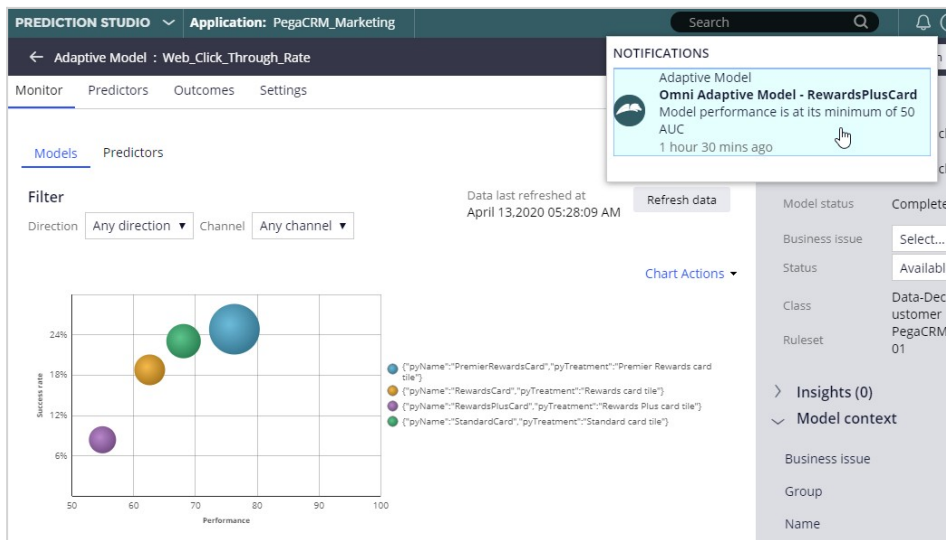 PREDICTION STUDIO Application: PegaCRM_Marketing Search
← Adaptive Model : Web_Click_Through_Rate
Monitor Predictors Outcomes Settings
NOTIFICATIONS
Adaptive Model
Omni Adaptive Model - RewardsPlusCard
Model performance is at its minimum of 50
AUC
1 hour 30 mins ago
Models Predictors
Filter
Direction Any direction Channel Any channel
Data last refreshed at
April 13,2020 05:28:09 AM
Refresh data
Chart Actions
24%
18%
12%
6%
Success rate
50 60 70 80 90 100
Performance
{"pyName":"PremierRewardsCard","pyTreatment":"Premier Rewards card
tile"}
{"pyName":"RewardsCard","pyTreatment":"Rewards card tile"}
{"pyName":"RewardsPlusCard","pyTreatment":"Rewards Plus card tile"}
{"pyName":"StandardCard","pyTreatment":"Standard card tile"}
Model status Complete
Business issue Select...
Status Availabl
Class Data-Dec
ustomer
Ruleset PegaCRM
01
Insights (0)
Model context
Business issue
Group
Name